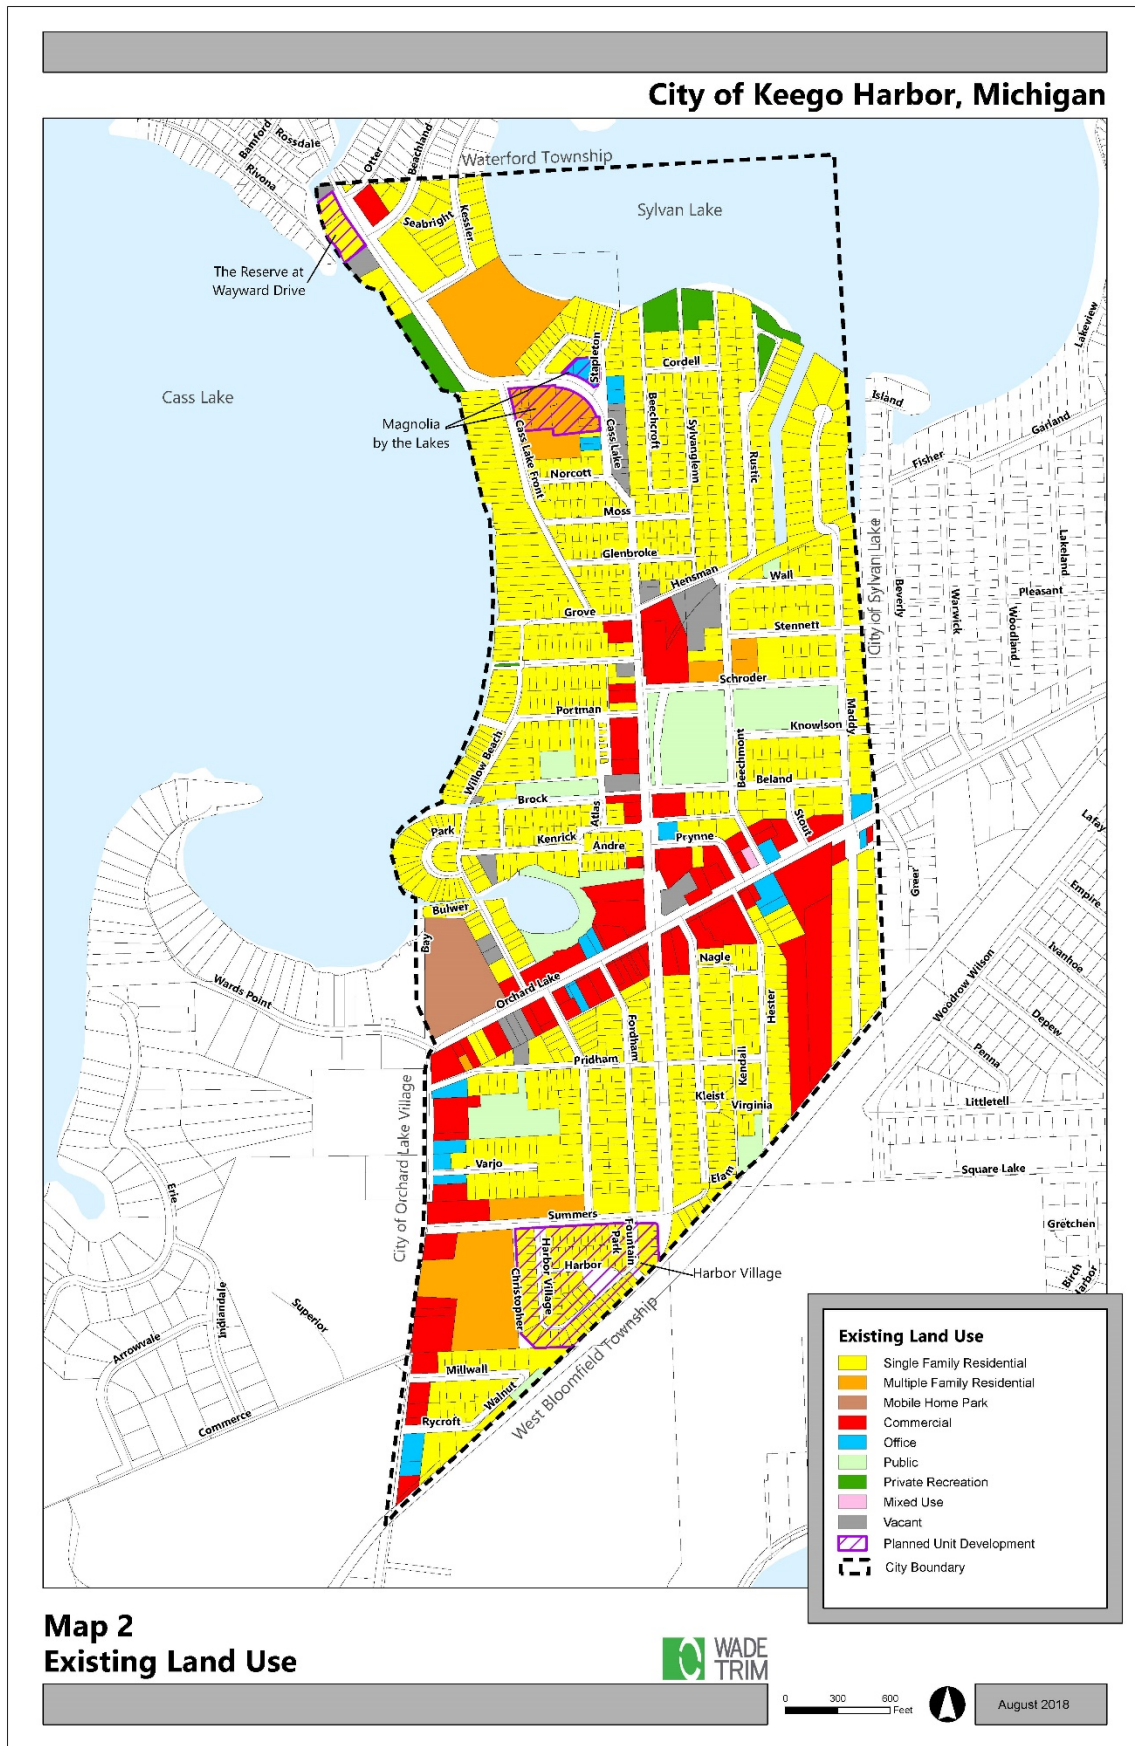 City of Keego Harbor, Michigan
Waterford Township
Rossdale
Bamford
Rivona
Otter
Beachland
Seabright
Kessler
Sylvan Lake
The Reserve at
Wayward Drive
Cass Lake
Magnolia
by the Lakes
Stapleton
Cordell
Beechcroft
Sylvanglenn
Rustic
Cass Lake Front
Cass Lake
Norcott
Moss
Glenbroke
Hensman
Wall
Grove
Stennett
Schroder
Portman
Willow Beach
Knowlson
Maddy
Beechmont
Beland
Brock
Atlas
Park
Kenrick
Andre
Prynne
Stout
Bulwer
Bay
Orchard Lake
Nagle
Hester
Fordham
Pridham
Kendall
Kleist
Virginia
Varjo
Elam
Summers
Fountain
Park
Harbor
Harbor Village
Christopher
Harbor Village
Millwall
Walnut
Rycroft
West Bloomfield Township
City of Orchard Lake Village
City of Sylvan Lake
Island
Fisher
Garland
Lakeview
Lakeland
Pleasant
Beverly
Warwick
Woodland
Greer
Lafay
Empire
Ivanhoe
Woodrow Wilson
Depew
Penna
Littletell
Square Lake
Gretchen
Birch
Harbor
Wards Point
Erie
Indiandale
Superior
Arrowvale
Commerce
Existing Land Use
Single Family Residential
Multiple Family Residential
Mobile Home Park
Commercial
Office
Public
Private Recreation
Mixed Use
Vacant
Planned Unit Development
City Boundary
Map 2
Existing Land Use
WADE
TRIM
0 300 600
Feet
August 2018